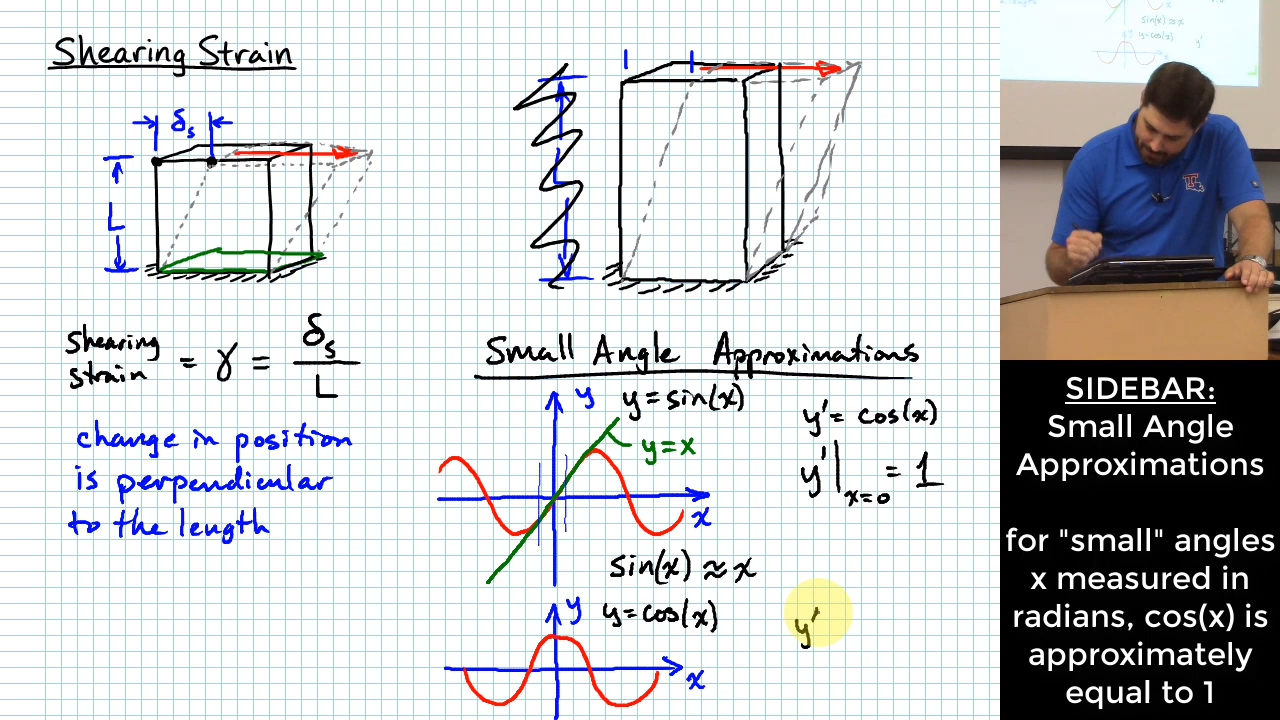 Shearing Strain
δs
L
shearing strain = γ = δs / L
change in position
is perpendicular
to the length
Small Angle Approximations
y
y=sin(x)
y=x
x
y'= cos(x)
y'|x=0 = 1
sin(x) ≈ x
y
y=cos(x)
x
y'
SIDEBAR:
Small Angle
Approximations
for "small" angles
x measured in
radians, cos(x) is
approximately
equal to 1
sin(x) ≈ x
y=cos(x)
y'